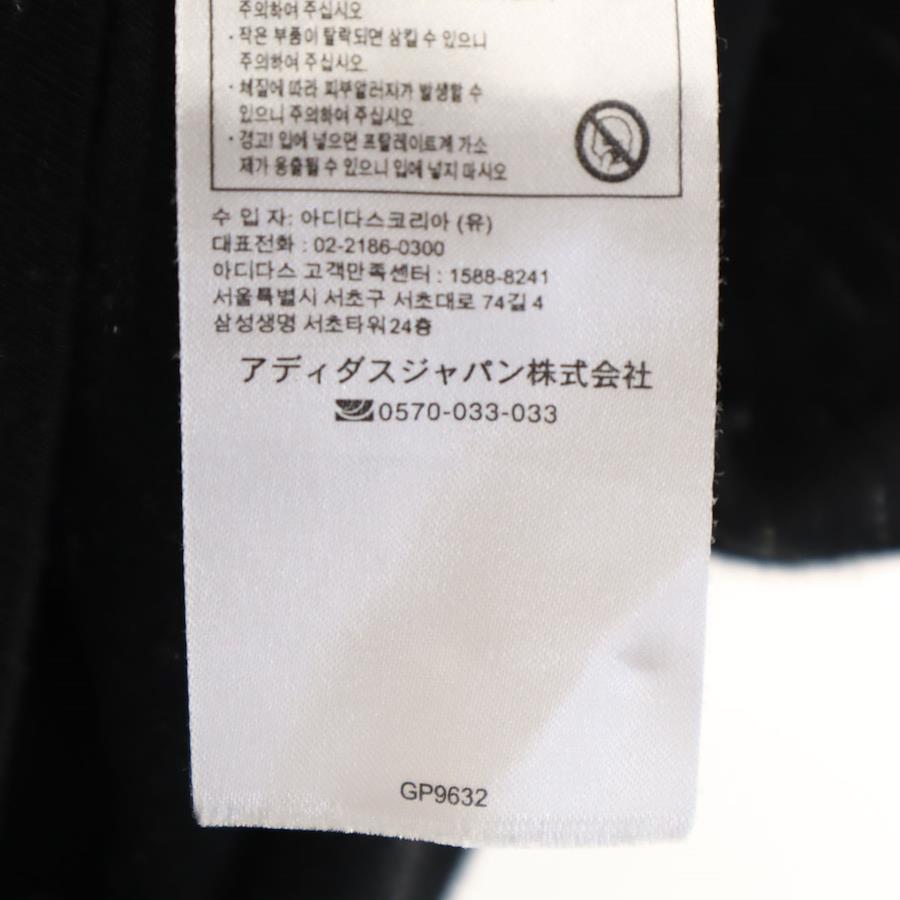 주의하여 주십시오
· 작은 부품이 탈락되면 삼킬 수 있으니
주의하여 주십시오.
· 체질에 따라 피부알러지가 발생할 수
있으니 주의하여 주십시오
· 경고! 입에 넣으면 프탈레이트계 가소
제가 용출될 수 있으니 입에 넣지 마시오
수 입 자: 아디다스코리아 (유)
대표전화 : 02-2186-0300
아디다스 고객만족센터 : 1588-8241
서울특별시 서초구 서초대로 74길 4
삼성생명 서초타워 24층
アディダスジャパン株式会社
0570-033-033
GP9632